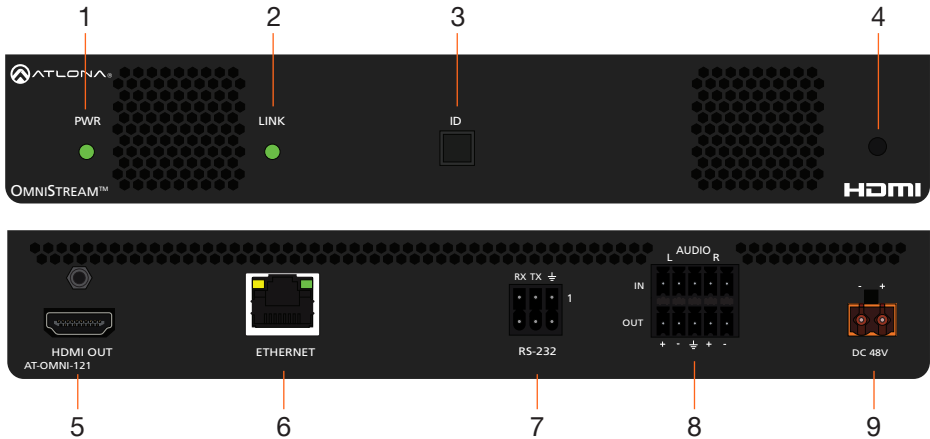 1 2 3 4
ATLONA®
PWR LINK ID
OMNISTREAM™ HDMI
AUDIO
L R
RX TX
IN
1
OUT
HDMI OUT ETHERNET RS-232 + - + - DC 48V
- +
AT-OMNI-121
5 6 7 8 9